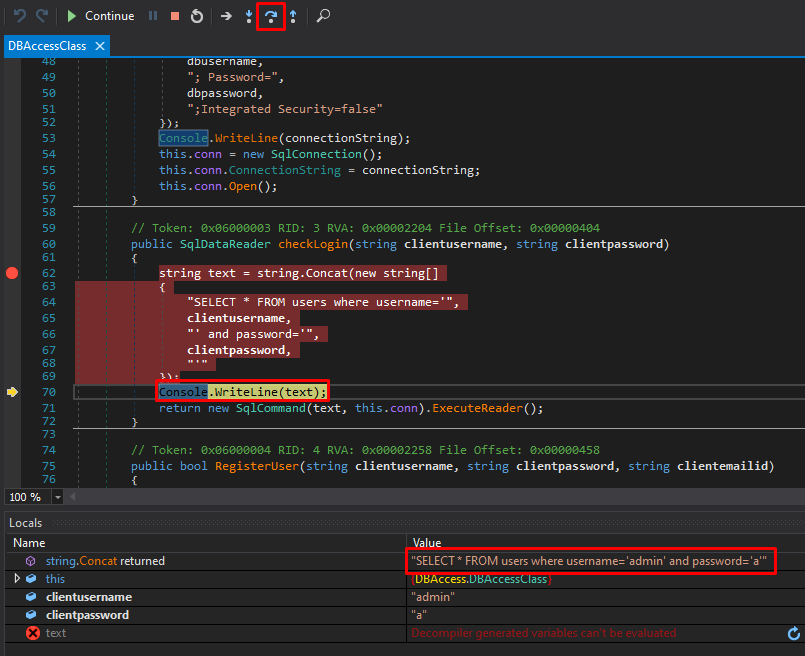 Continue
DBAccessClass
48 dbusername,
49 "; Password=",
50 dbpassword,
51 ";Integrated Security=false"
52 });
53 Console.WriteLine(connectionString);
54 this.conn = new SqlConnection();
55 this.conn.ConnectionString = connectionString;
56 this.conn.Open();
57 }
58
59 // Token: 0x06000003 RID: 3 RVA: 0x00002204 File Offset: 0x00000404
60 public SqlDataReader checkLogin(string clientusername, string clientpassword)
61 {
62 string text = string.Concat(new string[]
63 {
64 "SELECT * FROM users where username='",
65 clientusername,
66 "' and password='",
67 clientpassword,
68 "'"
69 });
70 Console.WriteLine(text);
71 return new SqlCommand(text, this.conn).ExecuteReader();
72 }
73
74 // Token: 0x06000004 RID: 4 RVA: 0x00002258 File Offset: 0x00000458
75 public bool RegisterUser(string clientusername, string clientpassword, string clientemailid)
76 {
100 %
Locals
Name Value
string.Concat returned "SELECT * FROM users where username='admin' and password='a'"
this {DBAccess.DBAccessClass}
clientusername "admin"
clientpassword "a"
text Decompiler generated variables can't be evaluated